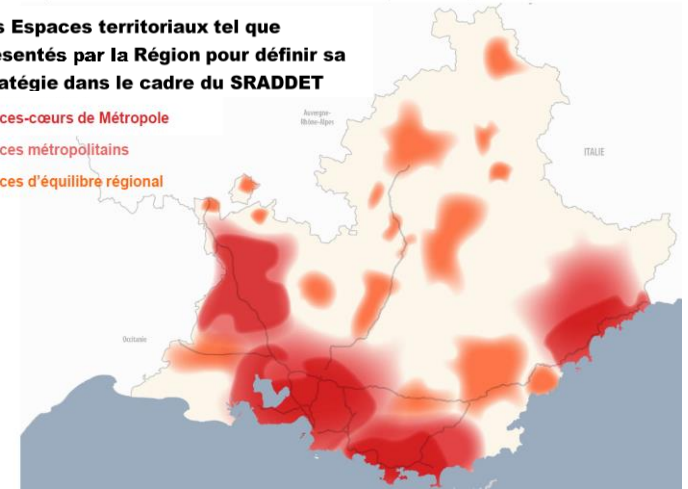 s Espaces territoriaux tel que
ésentés par la Région pour définir sa
atégie dans le cadre du SRADDET
ces-cœurs de Métropole
ces métropolitains
ces d'équilibre régional
Auvergne-
Rhône-Alpes
ITALIE
Occitanie